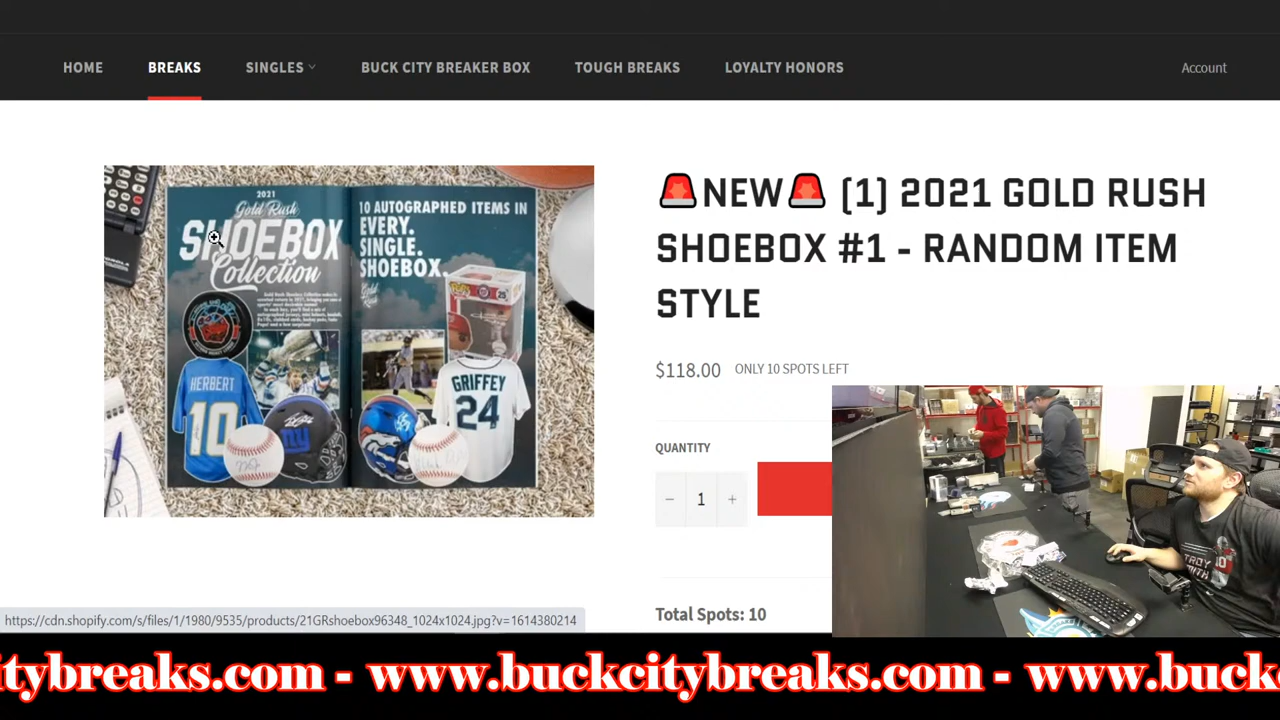 HOME
BREAKS
SINGLES
BUCK CITY BREAKER BOX
TOUGH BREAKS
LOYALTY HONORS
Account
2021
Gold Rush
SHOEBOX
Collection
10 AUTOGRAPHED ITEMS IN
EVERY.
SINGLE.
SHOEBOX.
Gold
Rush
HERBERT
10
GRIFFEY
24
🚨NEW🚨 (1) 2021 GOLD RUSH
SHOEBOX #1 - RANDOM ITEM
STYLE
$118.00 ONLY 10 SPOTS LEFT
QUANTITY
− 1 +
Total Spots: 10
https://cdn.shopify.com/s/files/1/1980/9535/products/21GRshoebox96348_1024x1024.jpg?v=1614380214
citybreaks.com - www.buckcitybreaks.com - www.buck